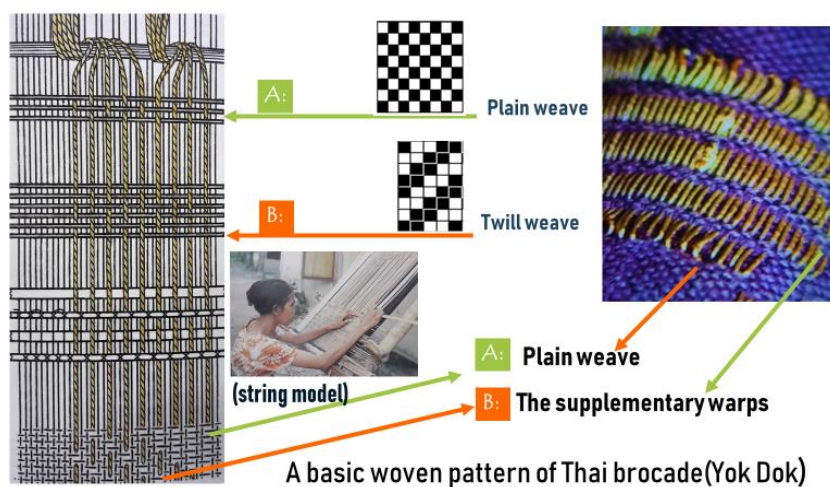 A:
Plain weave
B:
Twill weave
(string model)
A: Plain weave
B: The supplementary warps
A basic woven pattern of Thai brocade(Yok Dok)